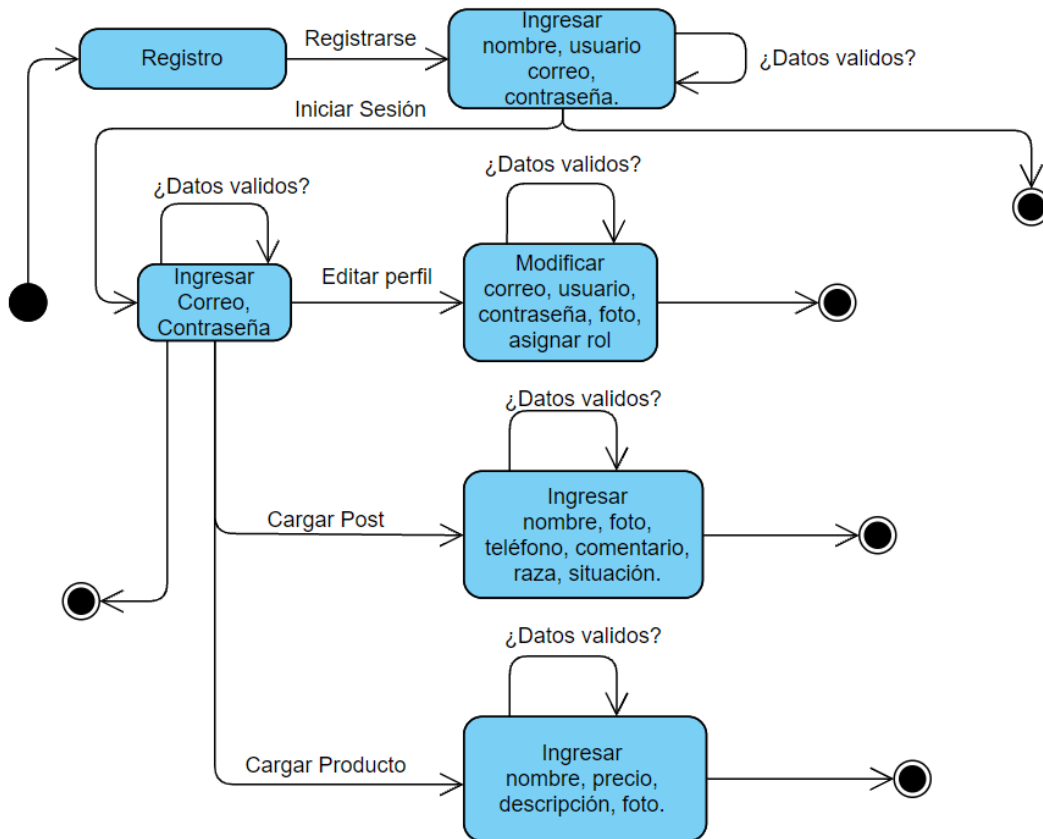 Registro
Registrarse
Ingresar
nombre, usuario
correo,
contraseña.
¿Datos validos?
Iniciar Sesión
¿Datos validos?
Ingresar
Correo,
Contraseña
Editar perfil
¿Datos validos?
Modificar
correo, usuario,
contraseña, foto,
asignar rol
¿Datos validos?
Cargar Post
Ingresar
nombre, foto,
teléfono, comentario,
raza, situación.
¿Datos validos?
Cargar Producto
Ingresar
nombre, precio,
descripción, foto.